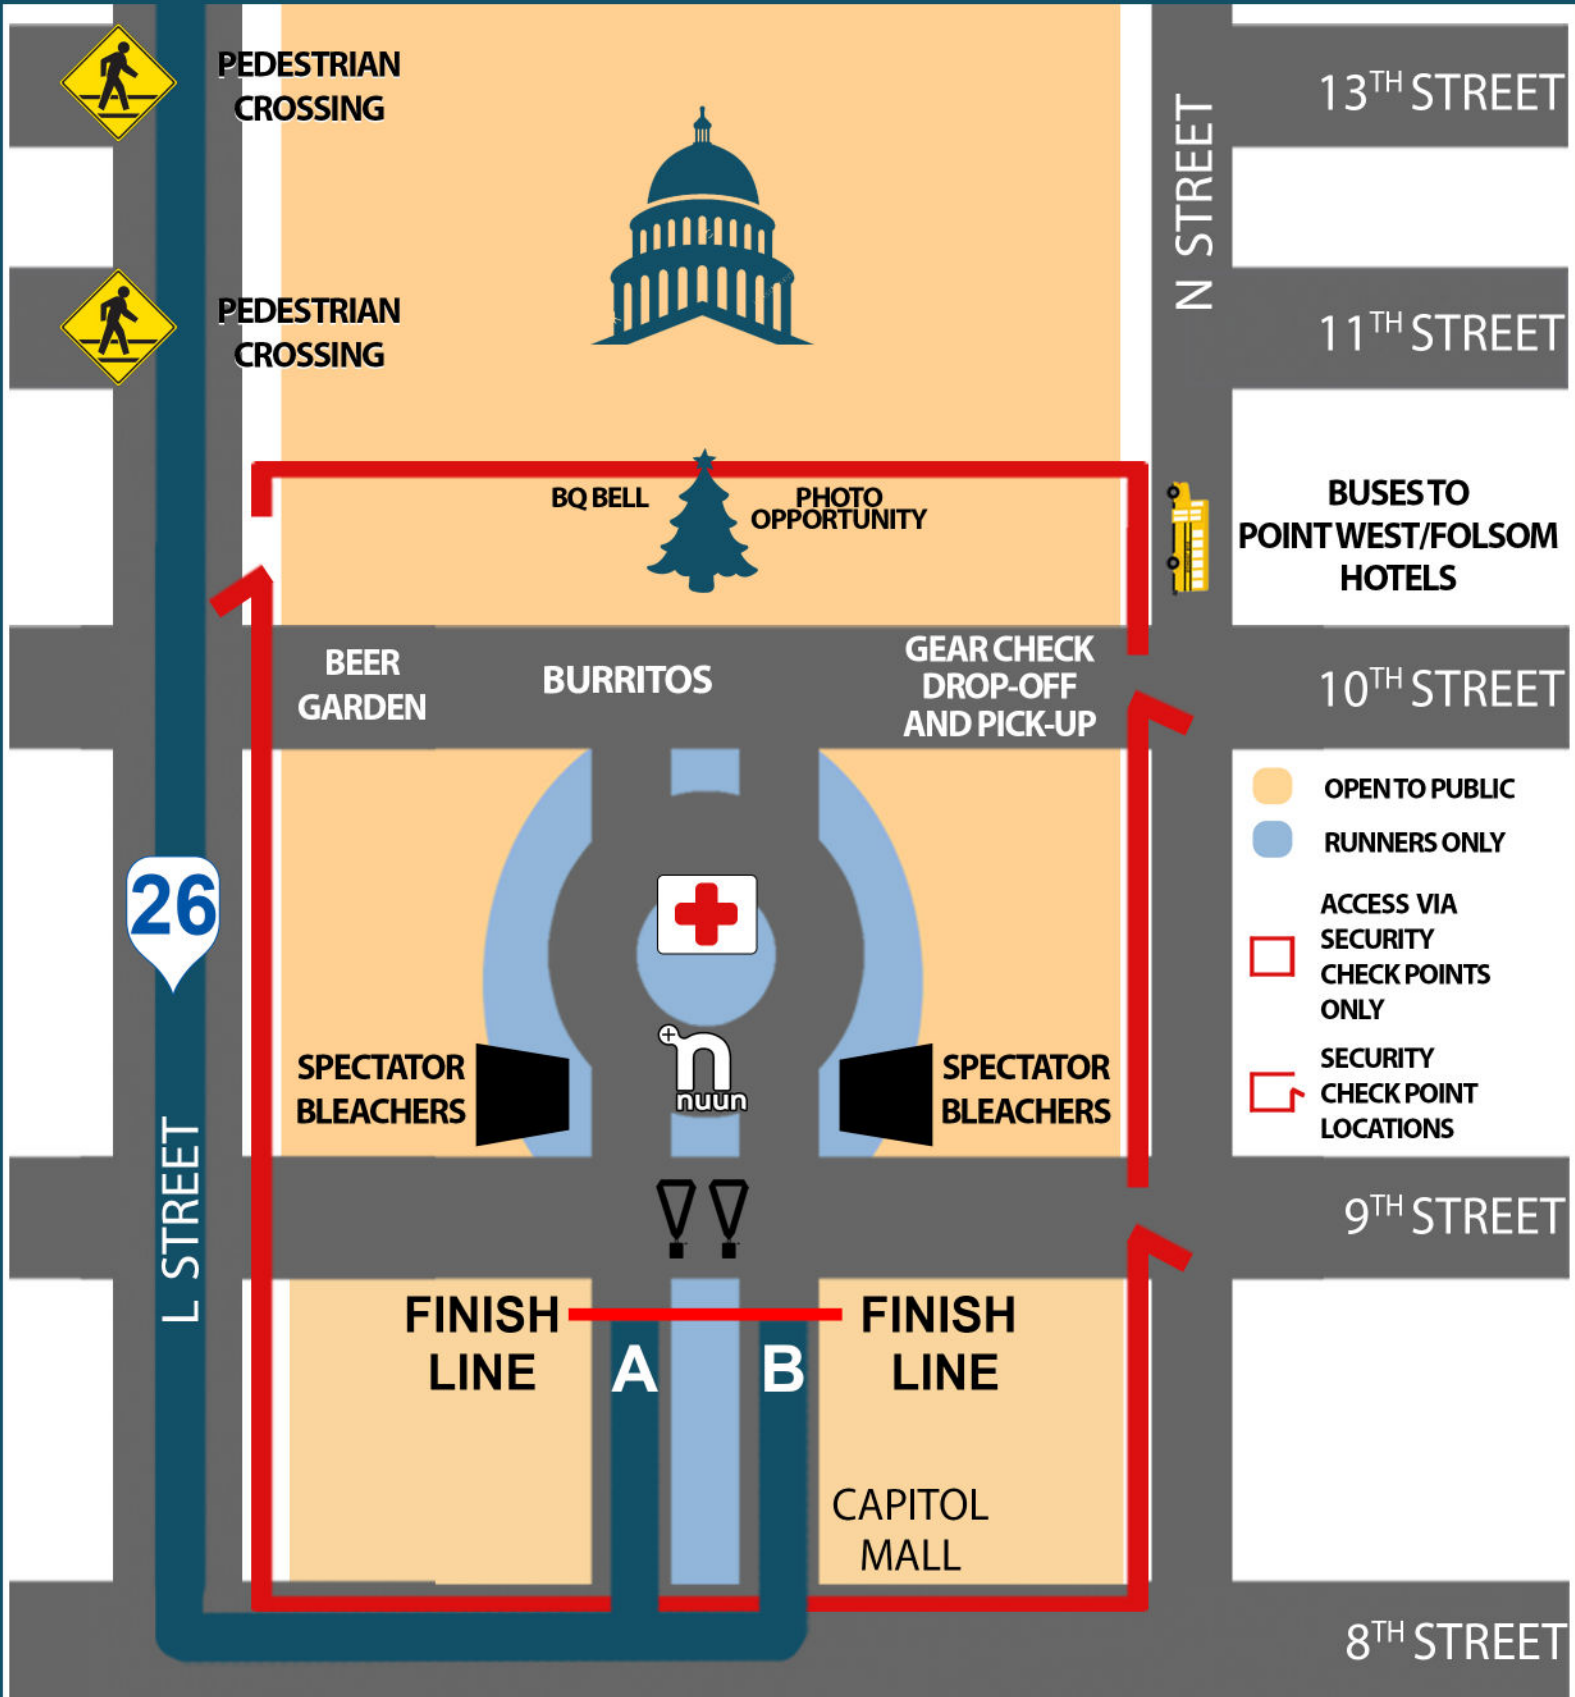 PEDESTRIAN
CROSSING
13TH STREET
N STREET
PEDESTRIAN
CROSSING
11TH STREET
BQ BELL
PHOTO
OPPORTUNITY
BUSES TO
POINT WEST/FOLSOM
HOTELS
BEER
GARDEN
BURRITOS
GEAR CHECK
DROP-OFF
AND PICK-UP
10TH STREET
OPEN TO PUBLIC
RUNNERS ONLY
26
ACCESS VIA
SECURITY
CHECK POINTS
ONLY
SPECTATOR
BLEACHERS
n
nuun
SPECTATOR
BLEACHERS
SECURITY
CHECK POINT
LOCATIONS
L STREET
9TH STREET
FINISH
LINE
A
B
FINISH
LINE
CAPITOL
MALL
8TH STREET